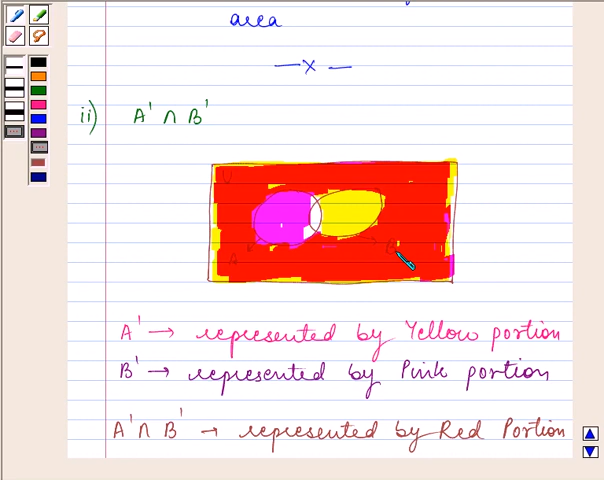 area
— x —
ii) A' ∩ B'
U
A B
A' → represented by Yellow portion
B' → represented by Pink portion
A' ∩ B' → represented by Red Portion